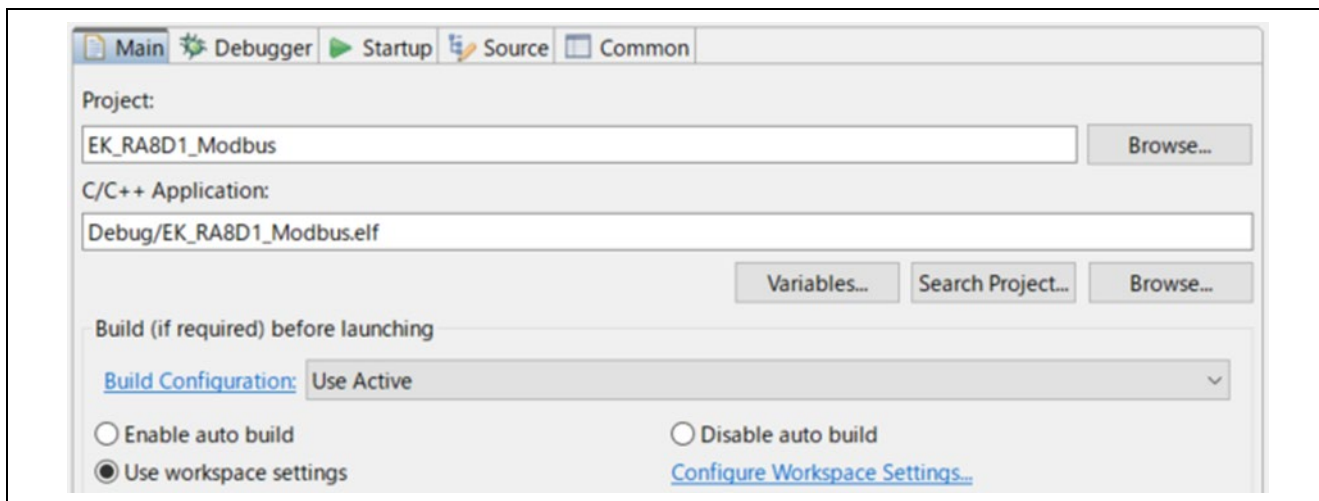 Main Debugger Startup Source Common
Project:
EK_RA8D1_Modbus Browse...
C/C++ Application:
Debug/EK_RA8D1_Modbus.elf
Variables... Search Project... Browse...
Build (if required) before launching
Build Configuration: Use Active
Enable auto build Disable auto build
Use workspace settings Configure Workspace Settings...